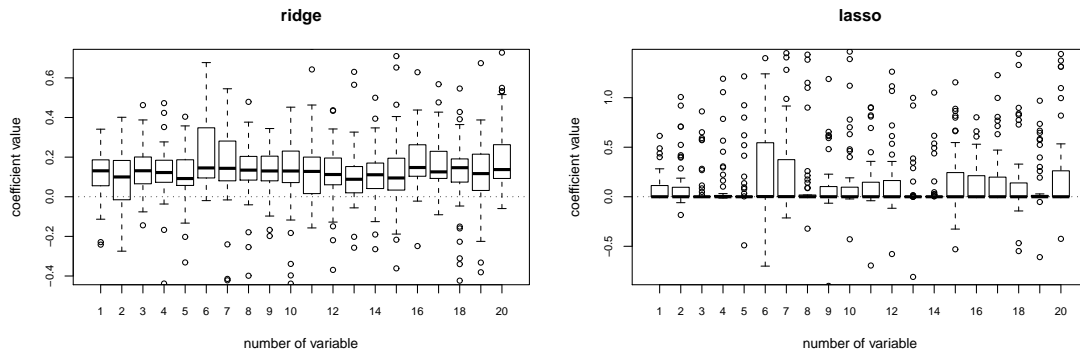 ridge
coefficient value
0.6
0.4
0.2
0.0
−0.2
−0.4
1 2 3 4 5 6 7 8 9 10 12 14 16 18 20
number of variable
lasso
coefficient value
1.0
0.5
0.0
−0.5
1 2 3 4 5 6 7 8 9 10 12 14 16 18 20
number of variable